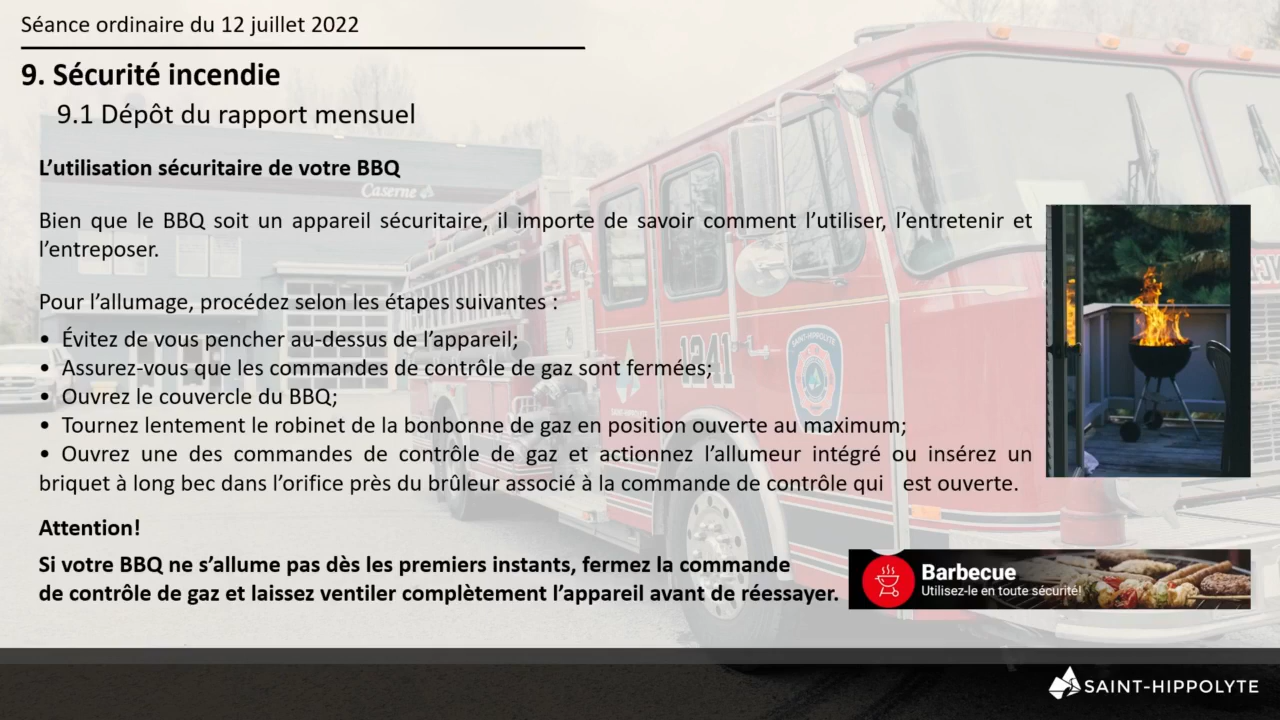 Séance ordinaire du 12 juillet 2022
9. Sécurité incendie
9.1 Dépôt du rapport mensuel
L’utilisation sécuritaire de votre BBQ
Caserne
Bien que le BBQ soit un appareil sécuritaire, il importe de savoir comment l’utiliser, l’entretenir et
l’entreposer.
Pour l’allumage, procédez selon les étapes suivantes :
• Évitez de vous pencher au-dessus de l’appareil;
• Assurez-vous que les commandes de contrôle de gaz sont fermées;
• Ouvrez le couvercle du BBQ;
• Tournez lentement le robinet de la bonbonne de gaz en position ouverte au maximum;
• Ouvrez une des commandes de contrôle de gaz et actionnez l’allumeur intégré ou insérez un
briquet à long bec dans l’orifice près du brûleur associé à la commande de contrôle qui est ouverte.
1241
SAINT-HIPPOLYTE
Attention!
Si votre BBQ ne s’allume pas dès les premiers instants, fermez la commande
de contrôle de gaz et laissez ventiler complètement l’appareil avant de réessayer.
Barbecue
Utilisez-le en toute sécurité!
SAINT-HIPPOLYTE